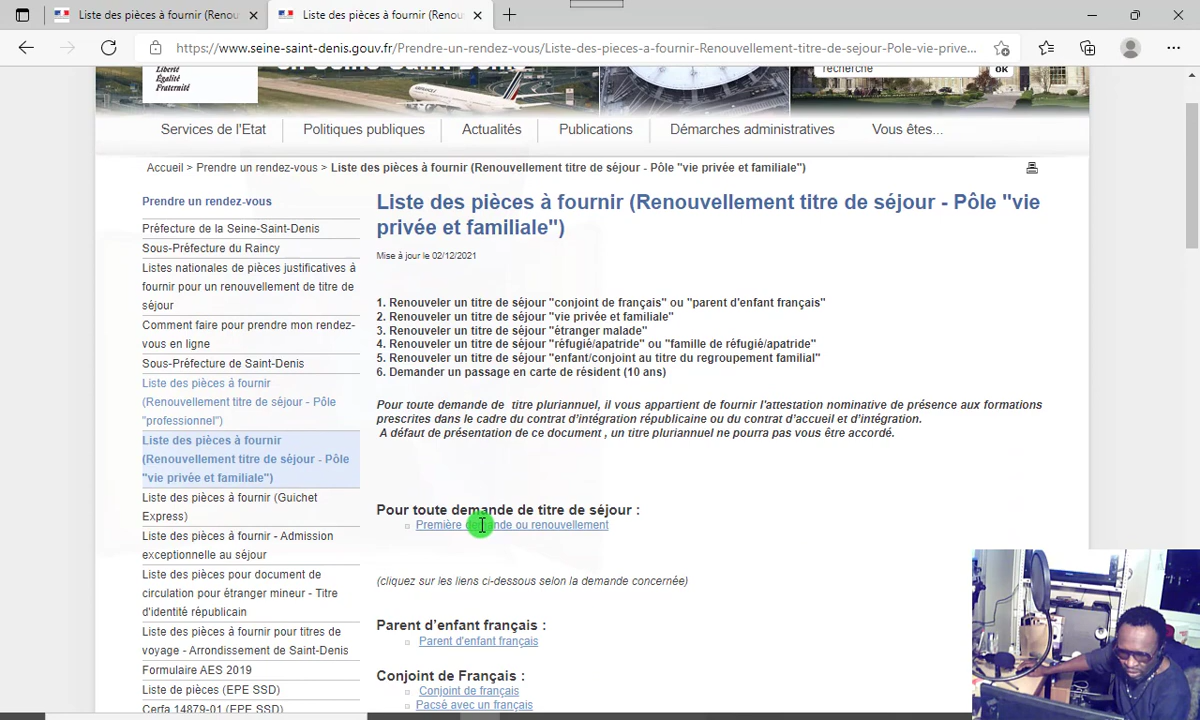 Liste des pièces à fournir (Renou
Liste des pièces à fournir (Renou
https://www.seine-saint-denis.gouv.fr/Prendre-un-rendez-vous/Liste-des-pieces-a-fournir-Renouvellement-titre-de-sejour-Pole-vie-prive...
Liberté
Égalité
Fraternité
en Seine-Saint-Denis
recherche
OK
Services de l'Etat
Politiques publiques
Actualités
Publications
Démarches administratives
Vous êtes...
Accueil > Prendre un rendez-vous > Liste des pièces à fournir (Renouvellement titre de séjour - Pôle "vie privée et familiale")
Prendre un rendez-vous
Préfecture de la Seine-Saint-Denis
Sous-Préfecture du Raincy
Listes nationales de pièces justificatives à
fournir pour un renouvellement de titre de
séjour
Comment faire pour prendre mon rendez-
vous en ligne
Sous-Préfecture de Saint-Denis
Liste des pièces à fournir
(Renouvellement titre de séjour - Pôle
"professionnel")
Liste des pièces à fournir
(Renouvellement titre de séjour - Pôle
"vie privée et familiale")
Liste des pièces à fournir (Guichet
Express)
Liste des pièces à fournir - Admission
exceptionnelle au séjour
Liste des pièces pour document de
circulation pour étranger mineur - Titre
d'identité républicain
Liste des pièces à fournir pour titres de
voyage - Arrondissement de Saint-Denis
Formulaire AES 2019
Liste de pièces (EPE SSD)
Cerfa 14879-01 (EPE SSD)
Liste des pièces à fournir (Renouvellement titre de séjour - Pôle "vie
privée et familiale")
Mise à jour le 02/12/2021
1. Renouveler un titre de séjour "conjoint de français" ou "parent d'enfant français"
2. Renouveler un titre de séjour "vie privée et familiale"
3. Renouveler un titre de séjour "étranger malade"
4. Renouveler un titre de séjour "réfugié/apatride" ou "famille de réfugié/apatride"
5. Renouveler un titre de séjour "enfant/conjoint au titre du regroupement familial"
6. Demander un passage en carte de résident (10 ans)
Pour toute demande de titre pluriannuel, il vous appartient de fournir l'attestation nominative de présence aux formations
prescrites dans le cadre du contrat d'intégration républicaine ou du contrat d'accueil et d'intégration.
A défaut de présentation de ce document , un titre pluriannuel ne pourra pas vous être accordé.
Pour toute demande de titre de séjour :
Première demande ou renouvellement
(cliquez sur les liens ci-dessous selon la demande concernée)
Parent d'enfant français :
Parent d'enfant français
Conjoint de Français :
Conjoint de français
Pacsé avec un français